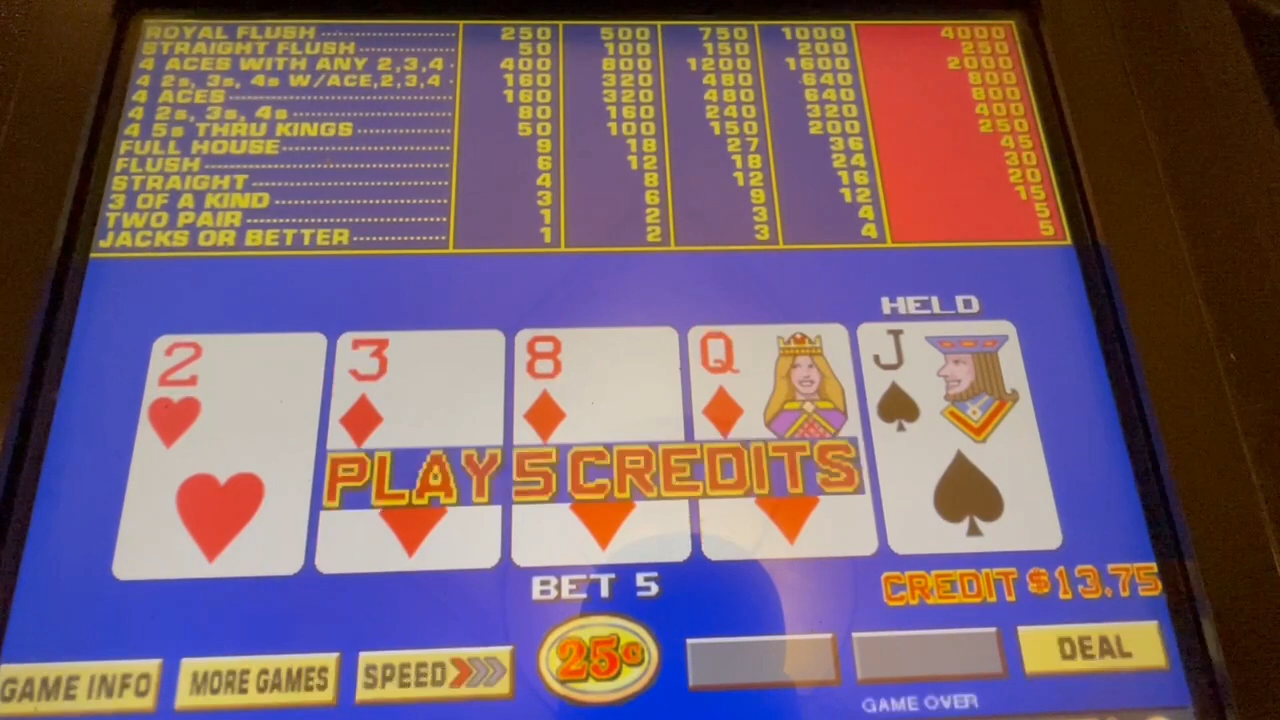 ROYAL FLUSH 250 500 750 1000 4000
STRAIGHT FLUSH 50 100 150 200 250
4 ACES WITH ANY 2,3,4 400 800 1200 1600 2000
4 2s, 3s, 4s W/ACE,2,3,4 160 320 480 640 800
4 ACES 160 320 480 640 800
4 2s, 3s, 4s 80 160 240 320 400
4 5s THRU KINGS 50 100 150 200 250
FULL HOUSE 9 18 27 36 45
FLUSH 6 12 18 24 30
STRAIGHT 4 8 12 16 20
3 OF A KIND 3 6 9 12 15
TWO PAIR 1 2 3 4 5
JACKS OR BETTER 1 2 3 4 5
HELD
2 3 8 Q J
PLAY 5 CREDITS
BET 5
CREDIT $13.75
GAME INFO MORE GAMES SPEED 25¢ DEAL
GAME OVER